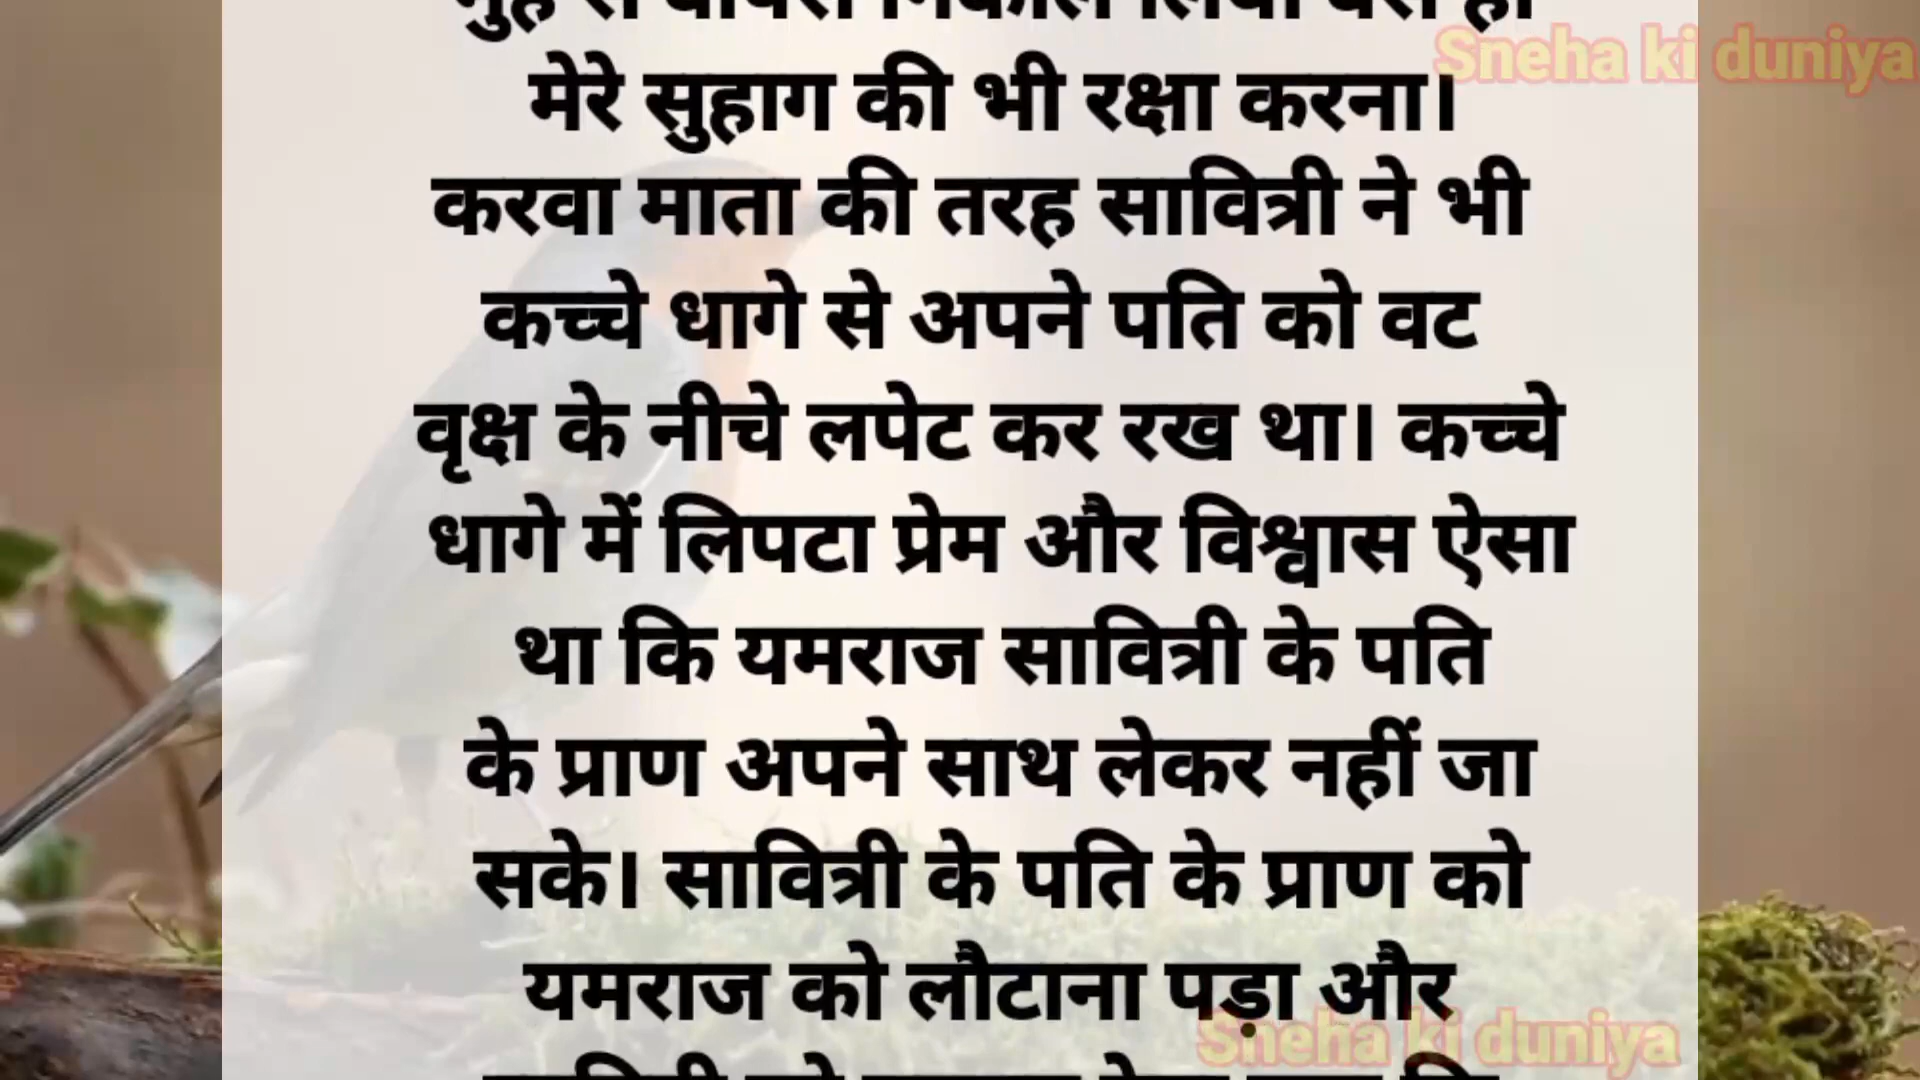 Sneha ki duniya
मेरे सुहाग की भी रक्षा करना।
करवा माता की तरह सावित्री ने भी
कच्चे धागे से अपने पति को वट
वृक्ष के नीचे लपेट कर रख था। कच्चे
धागे में लिपटा प्रेम और विश्वास ऐसा
था कि यमराज सावित्री के पति
के प्राण अपने साथ लेकर नहीं जा
सके। सावित्री के पति के प्राण को
यमराज को लौटाना पड़ा और
Sneha ki duniya